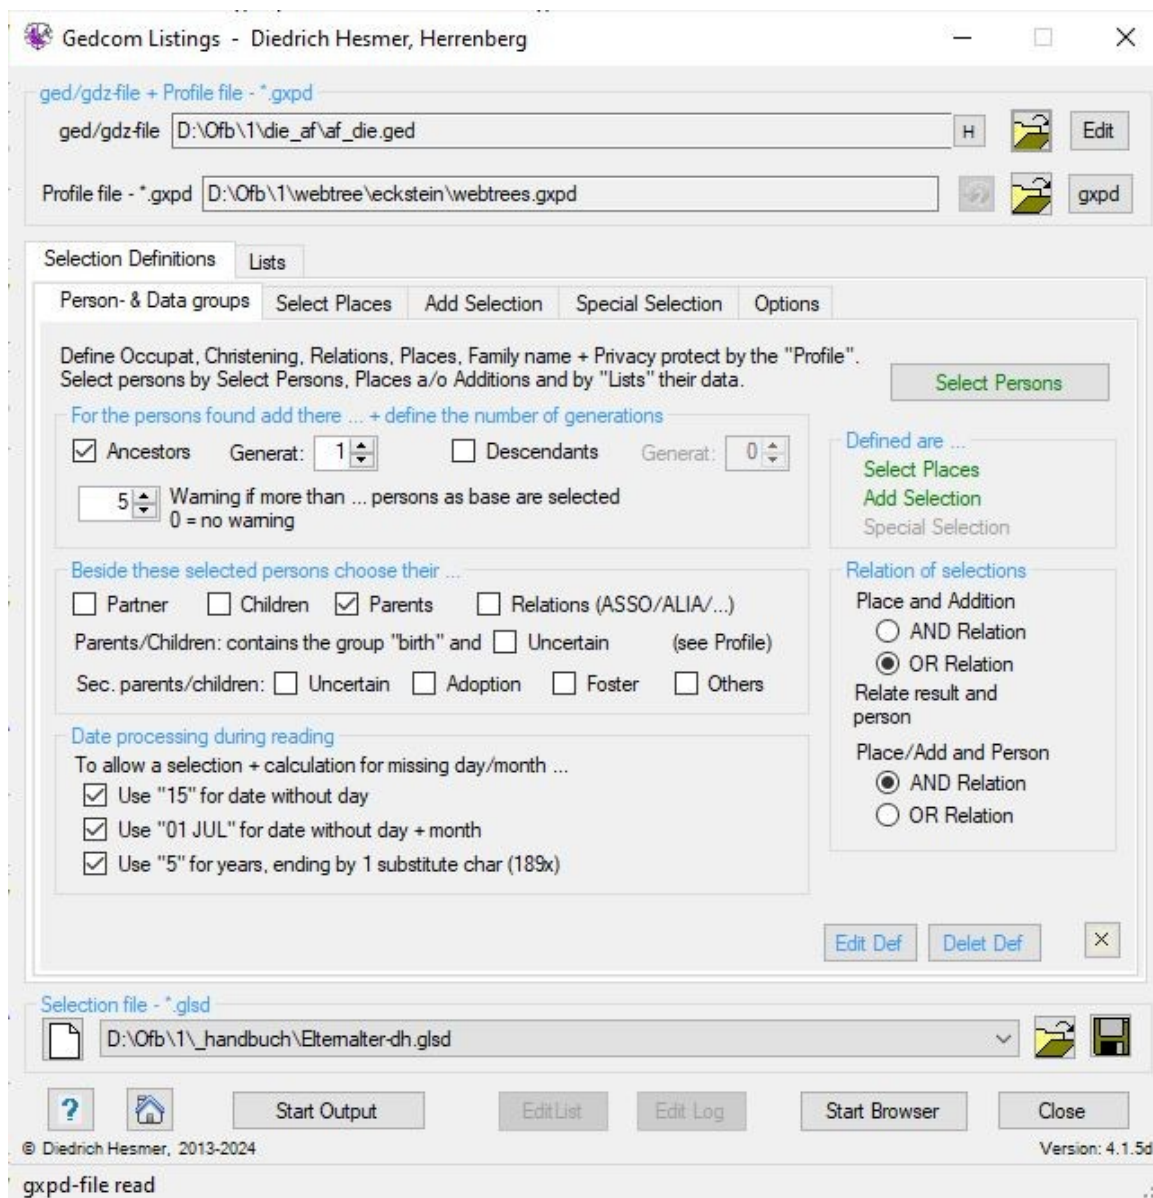 Gedcom Listings - Diedrich Hesmer, Herrenberg
ged/gdz-file + Profile file - *.gxpd
ged/gdz-file D:\Ofb\1\die_af\af_die.ged H Edit
Profile file - *.gxpd D:\Ofb\1\webtree\eckstein\webtrees.gxpd gxpd
Selection Definitions Lists
Person- & Data groups Select Places Add Selection Special Selection Options
Define Occupat, Christening, Relations, Places, Family name + Privacy protect by the "Profile".
Select persons by Select Persons, Places a/o Additions and by "Lists" their data.
Select Persons
For the persons found add there ... + define the number of generations
Ancestors Generat: 1 Descendants Generat: 0
5 Warning if more than ... persons as base are selected
0 = no warning
Defined are ...
Select Places
Add Selection
Special Selection
Beside these selected persons choose their ...
Partner Children Parents Relations (ASSO/ALIA/...)
Parents/Children: contains the group "birth" and Uncertain (see Profile)
Sec. parents/children: Uncertain Adoption Foster Others
Relation of selections
Place and Addition
AND Relation
OR Relation
Relate result and
person
Place/Add and Person
AND Relation
OR Relation
Date processing during reading
To allow a selection + calculation for missing day/month ...
Use "15" for date without day
Use "01 JUL" for date without day + month
Use "5" for years, ending by 1 substitute char (189x)
Edit Def Delet Def
Selection file - *.glsd
D:\Ofb\1\_handbuch\Elternalter-dh.glsd
? Start Output EditList Edit Log Start Browser Close
© Diedrich Hesmer, 2013-2024 Version: 4.1.5d
gxpd-file read